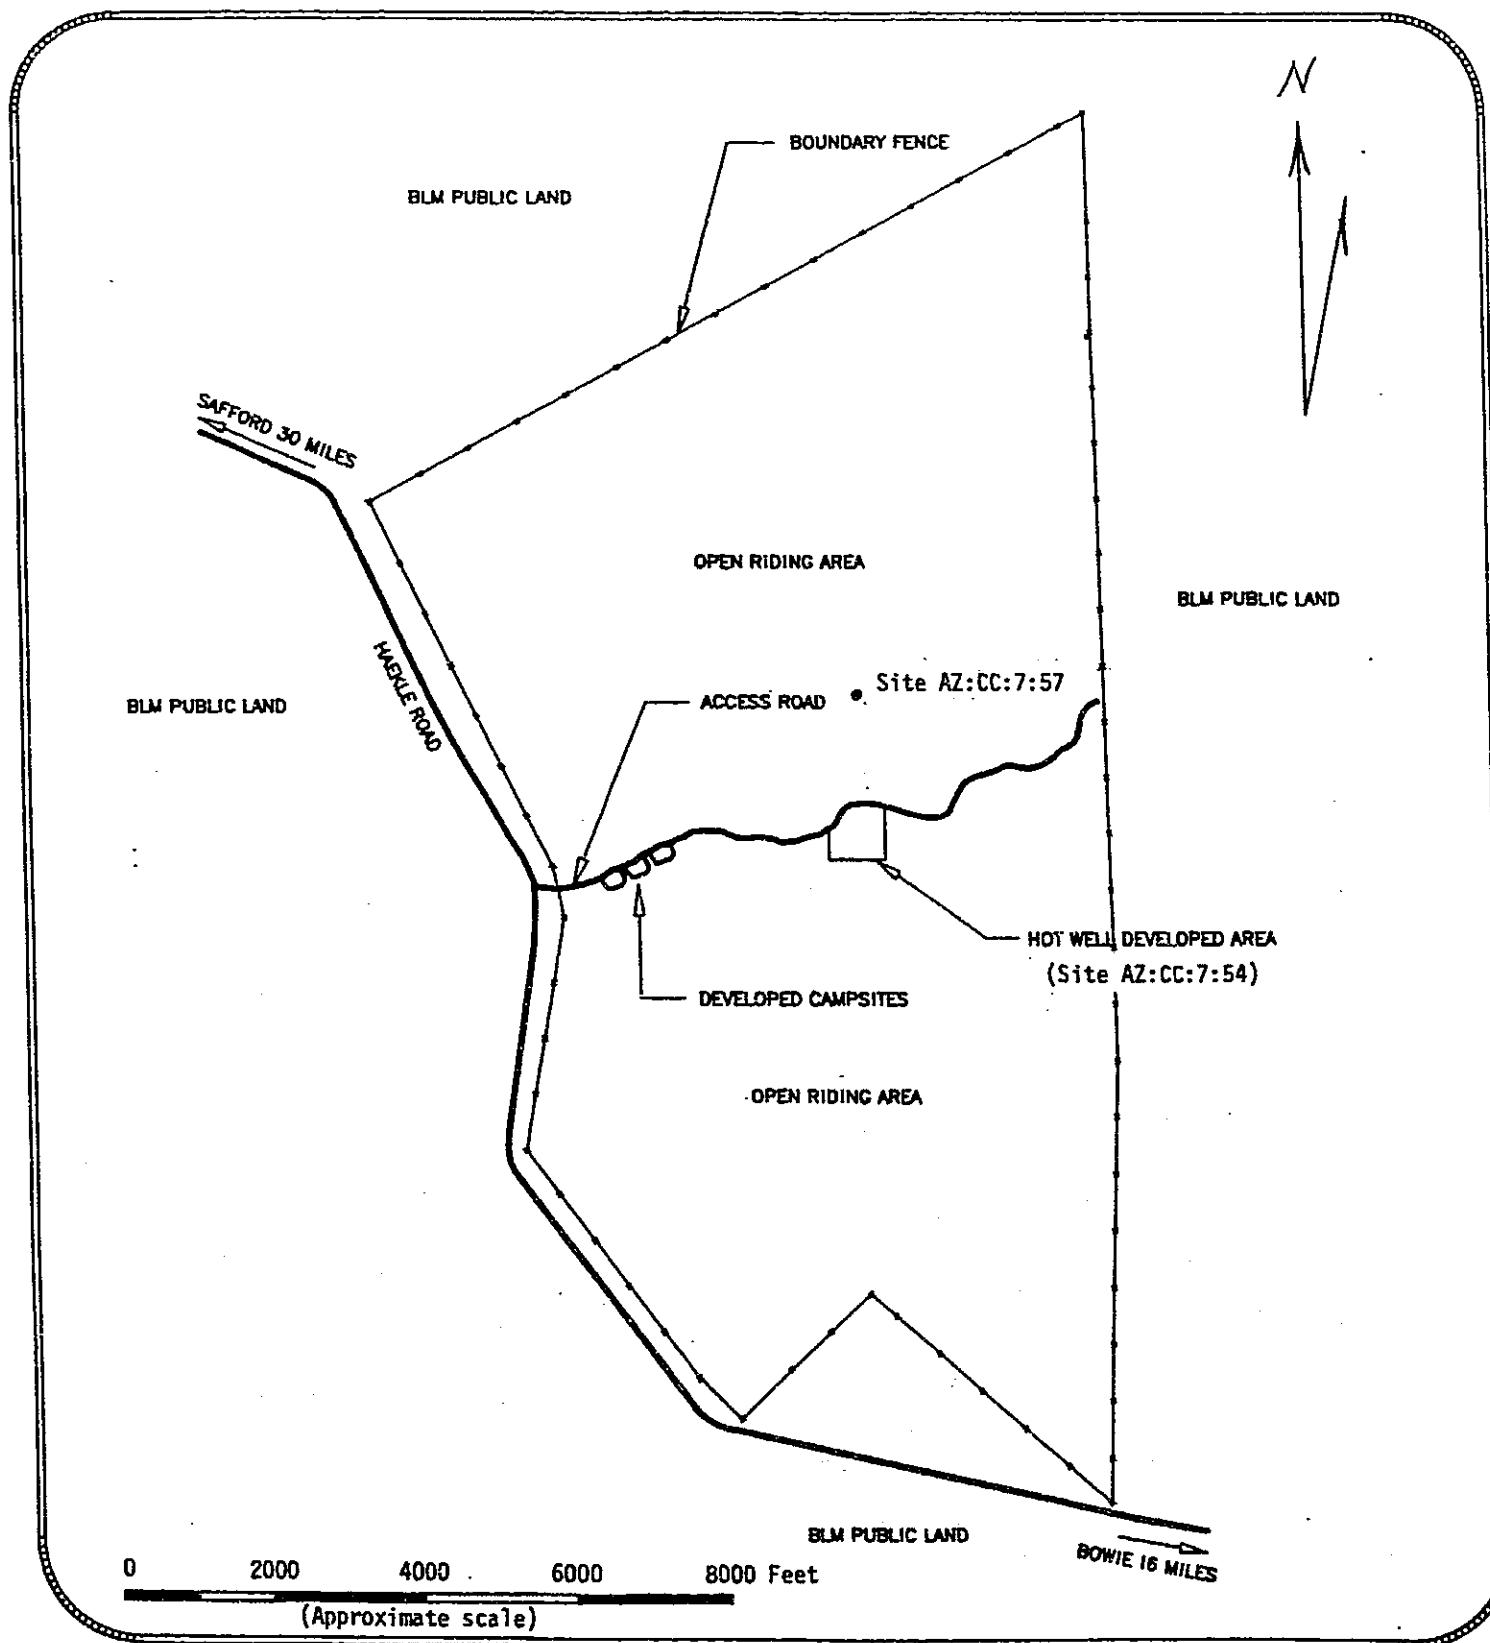 N
BOUNDARY FENCE
BLM PUBLIC LAND
SAFFORD 30 MILES
OPEN RIDING AREA
BLM PUBLIC LAND
HAEKLE ROAD
Site AZ:CC:7:57
ACCESS ROAD
BLM PUBLIC LAND
HOT WELL DEVELOPED AREA
(Site AZ:CC:7:54)
DEVELOPED CAMPSITES
OPEN RIDING AREA
BLM PUBLIC LAND
BOWIE 16 MILES
0 2000 4000 6000 8000 Feet
(Approximate scale)